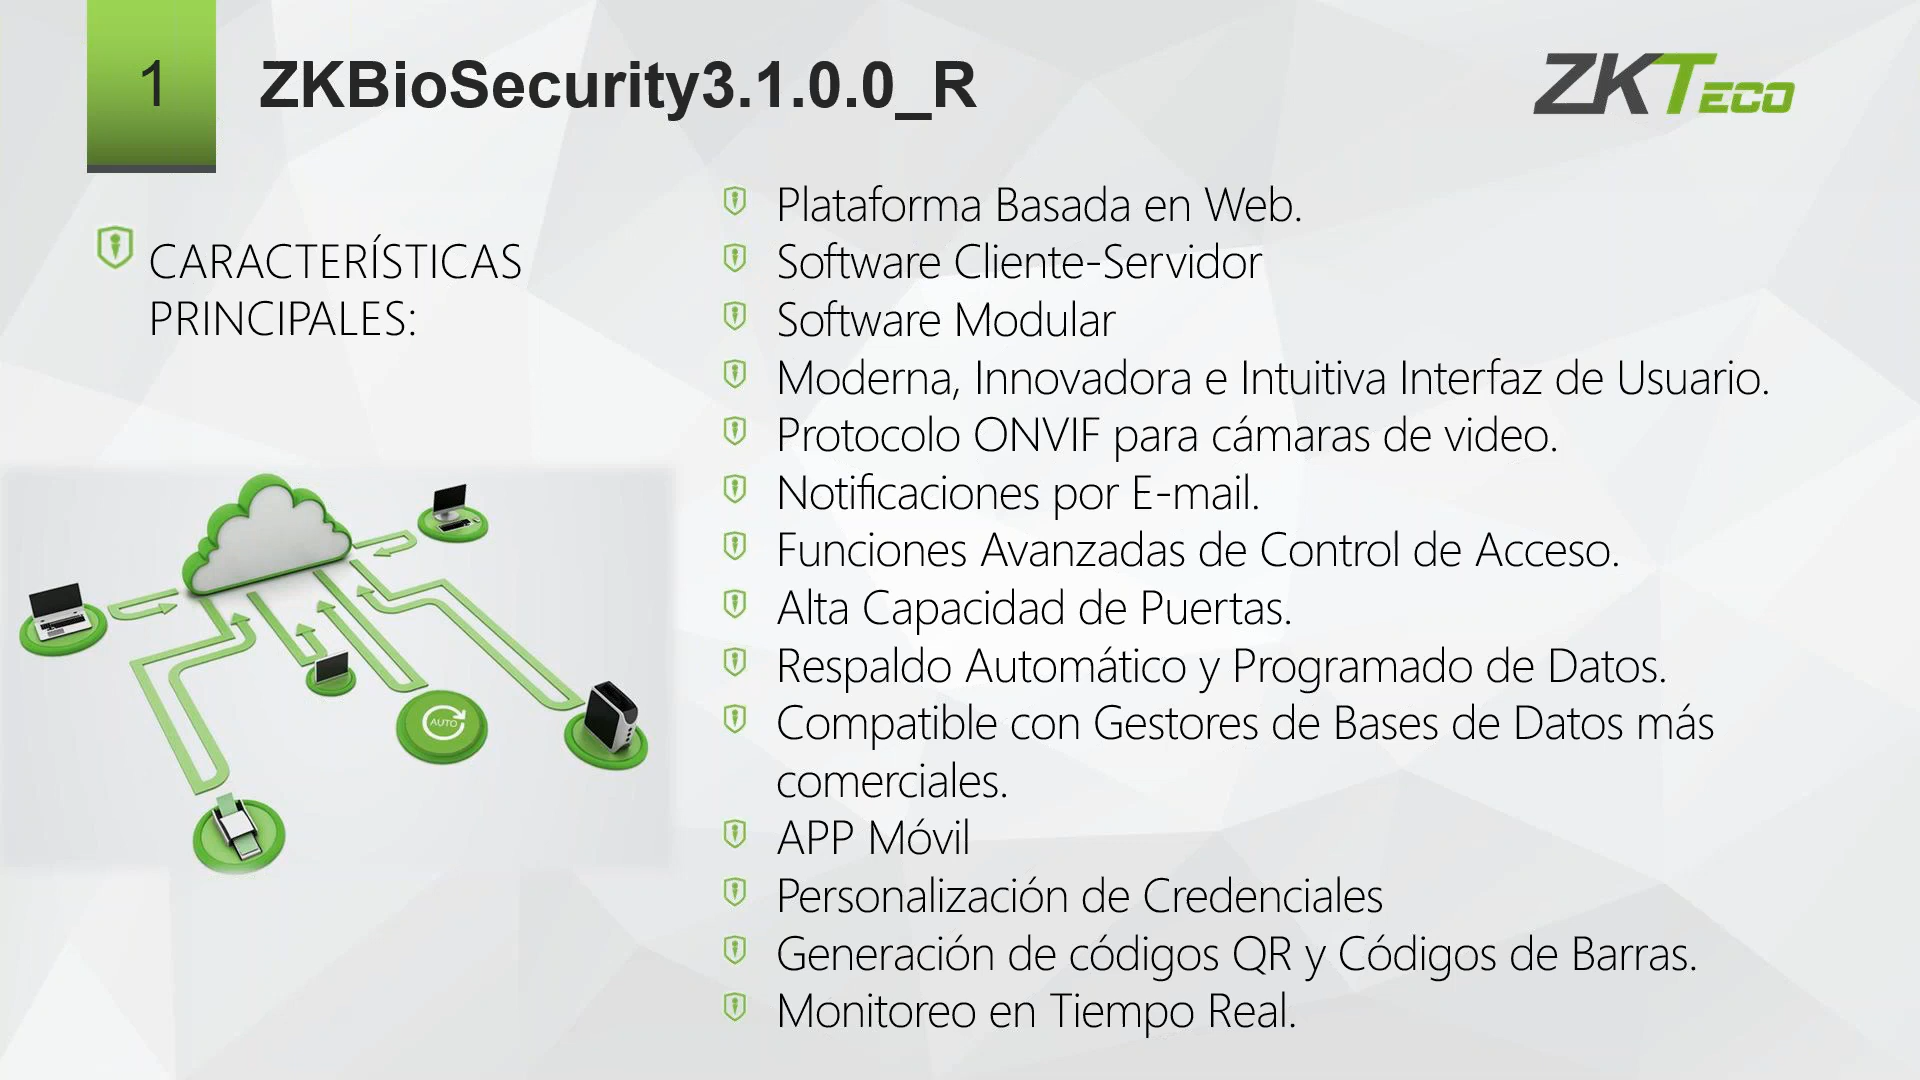 1
ZKBioSecurity3.1.0.0_R
ZKTECO
CARACTERÍSTICAS
PRINCIPALES:
Plataforma Basada en Web.
Software Cliente-Servidor
Software Modular
Moderna, Innovadora e Intuitiva Interfaz de Usuario.
Protocolo ONVIF para cámaras de video.
Notificaciones por E-mail.
Funciones Avanzadas de Control de Acceso.
Alta Capacidad de Puertas.
Respaldo Automático y Programado de Datos.
Compatible con Gestores de Bases de Datos más
comerciales.
APP Móvil
Personalización de Credenciales
Generación de códigos QR y Códigos de Barras.
Monitoreo en Tiempo Real.
AUTO